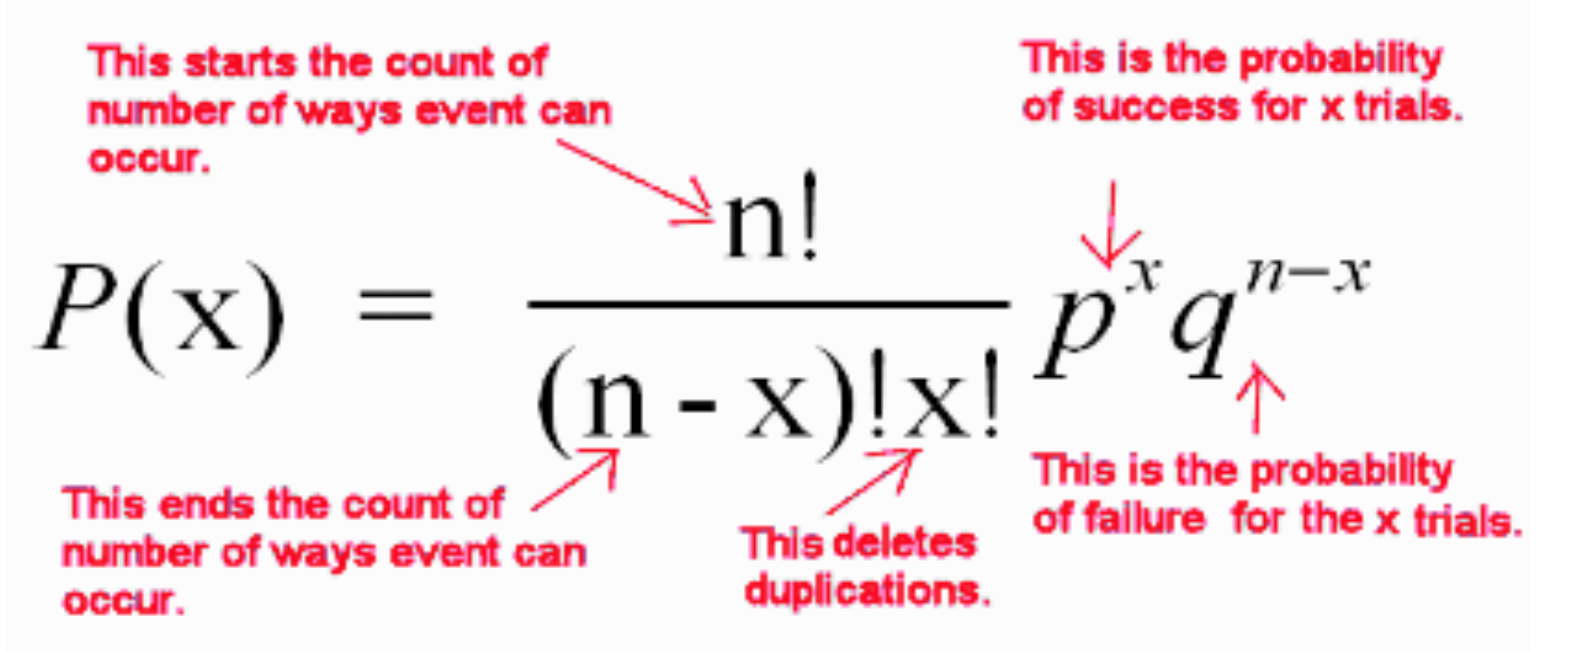 This starts the count of
number of ways event can
occur.
This is the probability
of success for x trials.
n!
P(x) = 
(n - x)!x!
p^x q^{n-x}
This ends the count of
number of ways event can
occur.
This deletes
duplications.
This is the probability
of failure for the x trials.